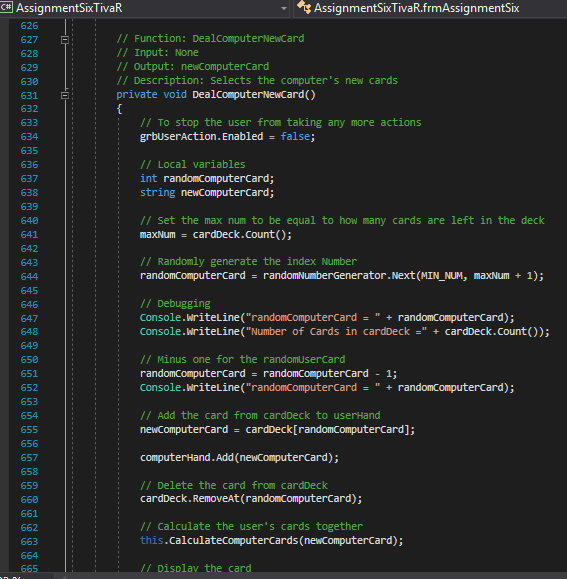 C# AssignmentSixTivaR AssignmentSixTivaR.frmAssignmentSix
626
627 // Function: DealComputerNewCard
628 // Input: None
629 // Output: newComputerCard
630 // Description: Selects the computer's new cards
631 private void DealComputerNewCard()
632 {
633 // To stop the user from taking any more actions
634 grbUserAction.Enabled = false;
635
636 // Local variables
637 int randomComputerCard;
638 string newComputerCard;
639
640 // Set the max num to be equal to how many cards are left in the deck
641 maxNum = cardDeck.Count();
642
643 // Randomly generate the index Number
644 randomComputerCard = randomNumberGenerator.Next(MIN_NUM, maxNum + 1);
645
646 // Debugging
647 Console.WriteLine("randomComputerCard = " + randomComputerCard);
648 Console.WriteLine("Number of Cards in cardDeck =" + cardDeck.Count());
649
650 // Minus one for the randomUserCard
651 randomComputerCard = randomComputerCard - 1;
652 Console.WriteLine("randomComputerCard = " + randomComputerCard);
653
654 // Add the card from cardDeck to userHand
655 newComputerCard = cardDeck[randomComputerCard];
656
657 computerHand.Add(newComputerCard);
658
659 // Delete the card from cardDeck
660 cardDeck.RemoveAt(randomComputerCard);
661
662 // Calculate the user's cards together
663 this.CalculateComputerCards(newComputerCard);
664
665 // Display the card